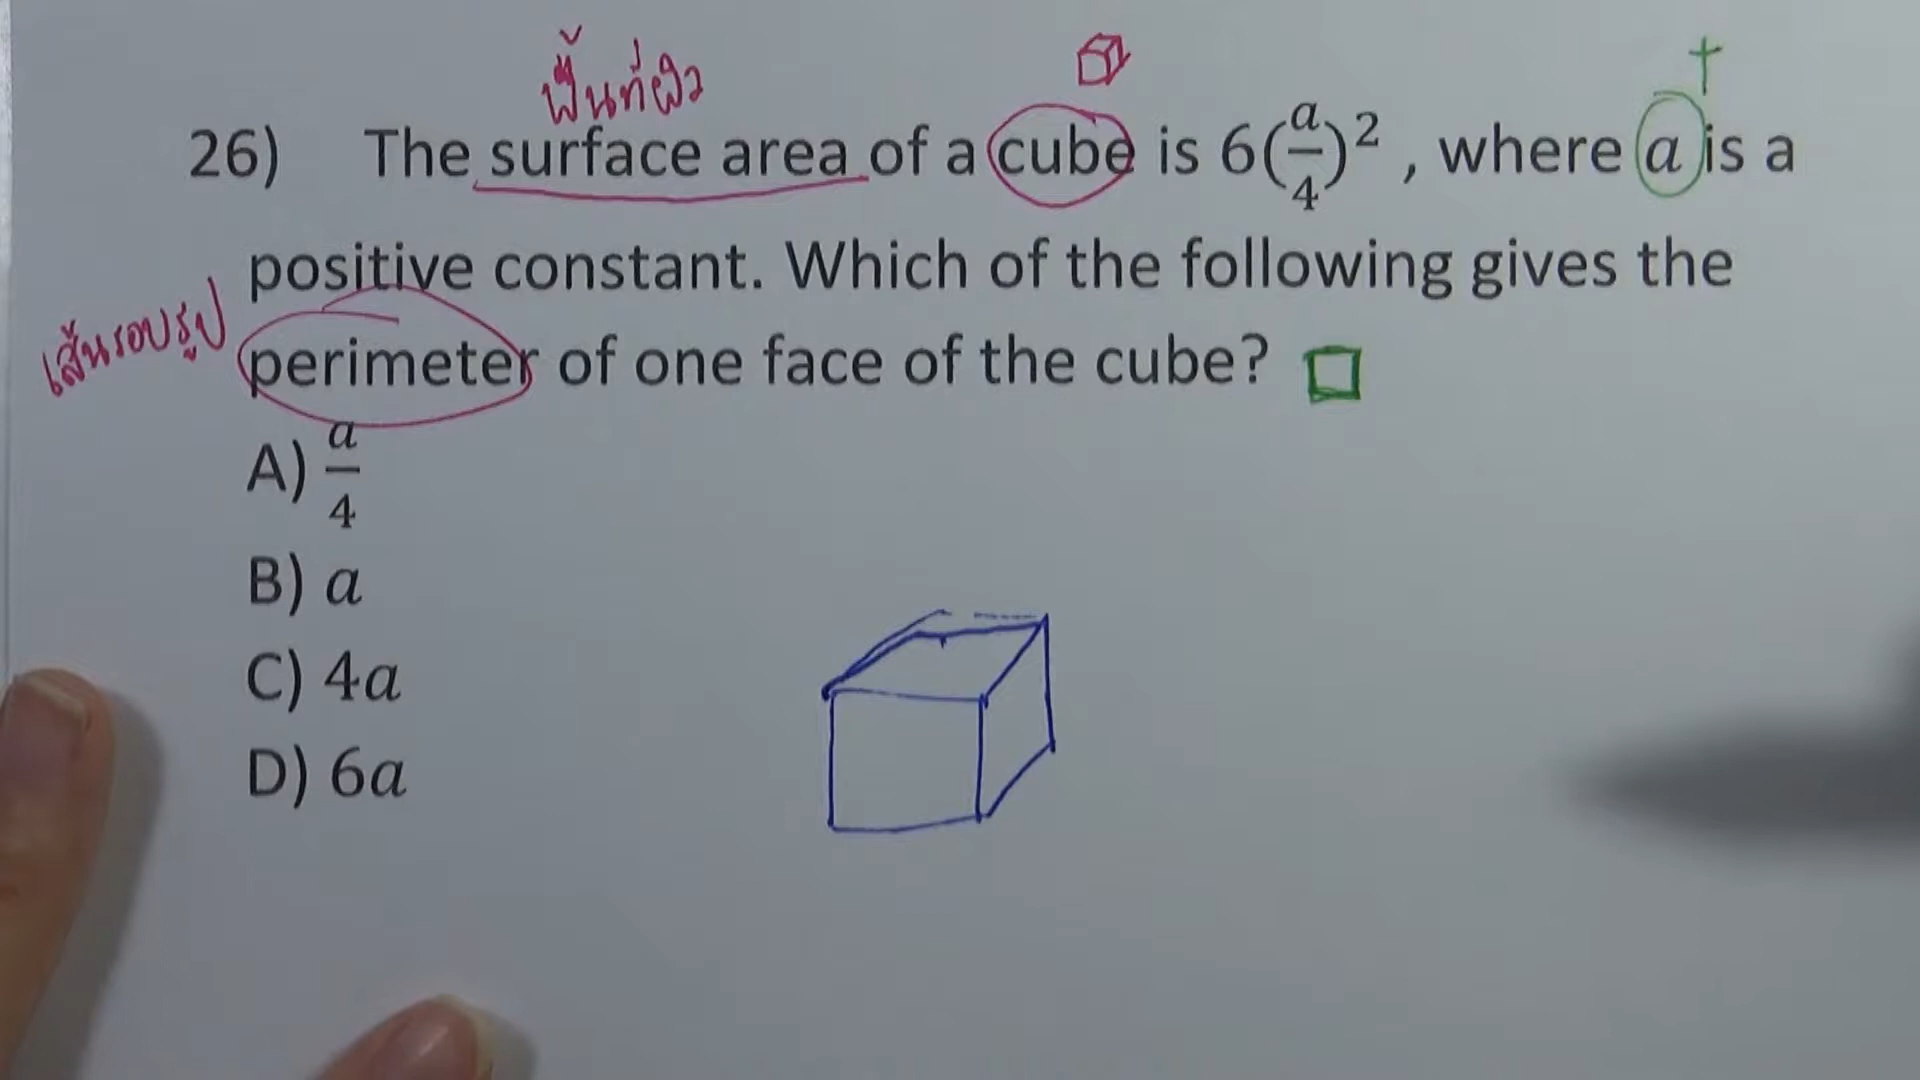 พื้นที่ผิว
26) The surface area of a cube is 6(a/4)², where a is a +
positive constant. Which of the following gives the
เส้นรอบรูป
perimeter of one face of the cube?
A) a/4
B) a
C) 4a
D) 6a